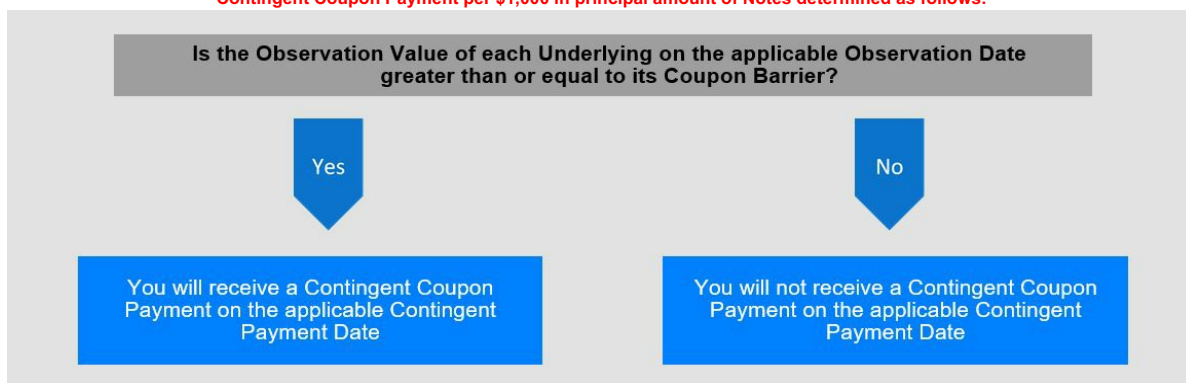 Contingent Coupon Payment per $1,000 in principal amount of Notes determined as follows:
Is the Observation Value of each Underlying on the applicable Observation Date
greater than or equal to its Coupon Barrier?
Yes
No
You will receive a Contingent Coupon
Payment on the applicable Contingent
Payment Date
You will not receive a Contingent Coupon
Payment on the applicable Contingent
Payment Date